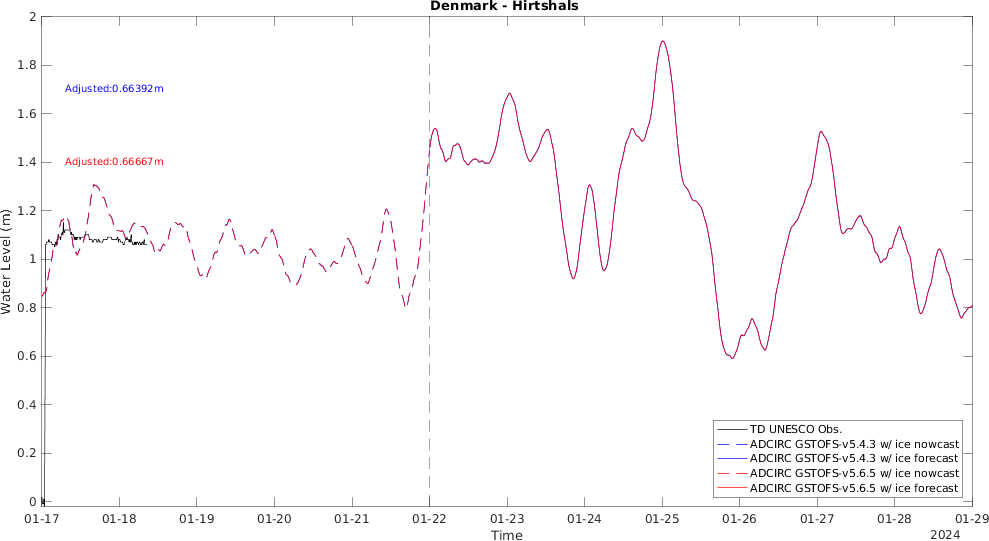 Denmark - Hirtshals
2
1.8
1.6
1.4
1.2
1
0.8
0.6
0.4
0.2
0
Water Level (m)
Adjusted:0.66392m
Adjusted:0.66667m
TD UNESCO Obs.
ADCIRC GSTOFS-v5.4.3 w/ ice nowcast
ADCIRC GSTOFS-v5.4.3 w/ ice forecast
ADCIRC GSTOFS-v5.6.5 w/ ice nowcast
ADCIRC GSTOFS-v5.6.5 w/ ice forecast
01-17 01-18 01-19 01-20 01-21 01-22 01-23 01-24 01-25 01-26 01-27 01-28 01-29
Time
2024